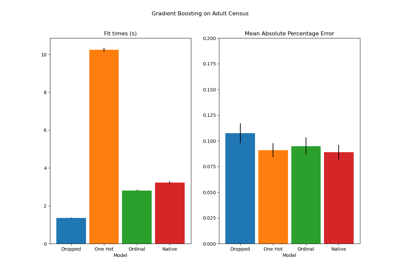 Gradient Boosting on Adult Census
Fit times (s)
10
8
6
4
2
0
Dropped One Hot Ordinal Native
Model
Mean Absolute Percentage Error
0.200
0.175
0.150
0.125
0.100
0.075
0.050
0.025
0.000
Dropped One Hot Ordinal Native
Model